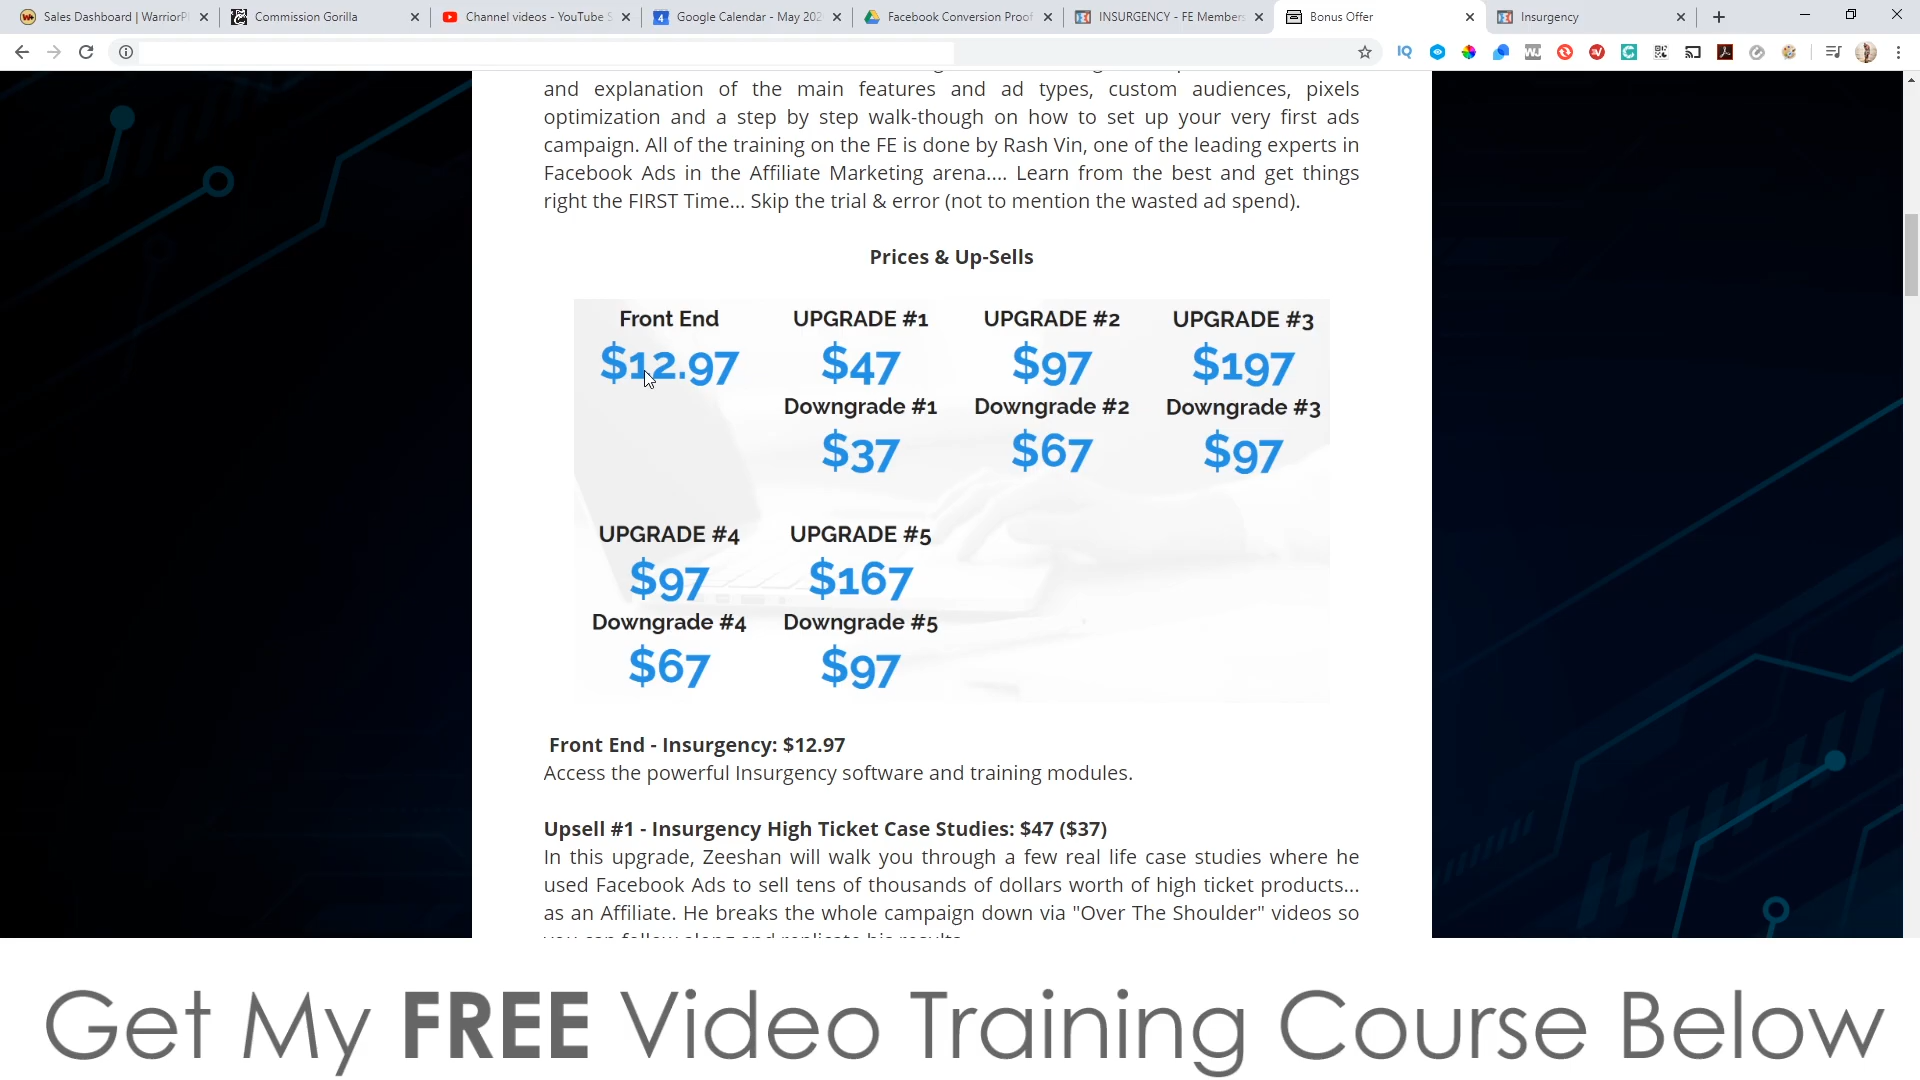 Sales Dashboard | WarriorPl
Commission Gorilla
Channel videos - YouTube S
Google Calendar - May 202
Facebook Conversion Proof
INSURGENCY - FE Members
Bonus Offer
Insurgency
and explanation of the main features and ad types, custom audiences, pixels
optimization and a step by step walk-though on how to set up your very first ads
campaign. All of the training on the FE is done by Rash Vin, one of the leading experts in
Facebook Ads in the Affiliate Marketing arena.... Learn from the best and get things
right the FIRST Time... Skip the trial & error (not to mention the wasted ad spend).
Prices & Up-Sells
Front End UPGRADE #1 UPGRADE #2 UPGRADE #3
$12.97 $47 $97 $197
Downgrade #1 Downgrade #2 Downgrade #3
$37 $67 $97
UPGRADE #4 UPGRADE #5
$97 $167
Downgrade #4 Downgrade #5
$67 $97
Front End - Insurgency: $12.97
Access the powerful Insurgency software and training modules.
Upsell #1 - Insurgency High Ticket Case Studies: $47 ($37)
In this upgrade, Zeeshan will walk you through a few real life case studies where he
used Facebook Ads to sell tens of thousands of dollars worth of high ticket products...
as an Affiliate. He breaks the whole campaign down via "Over The Shoulder" videos so
Get My FREE Video Training Course Below